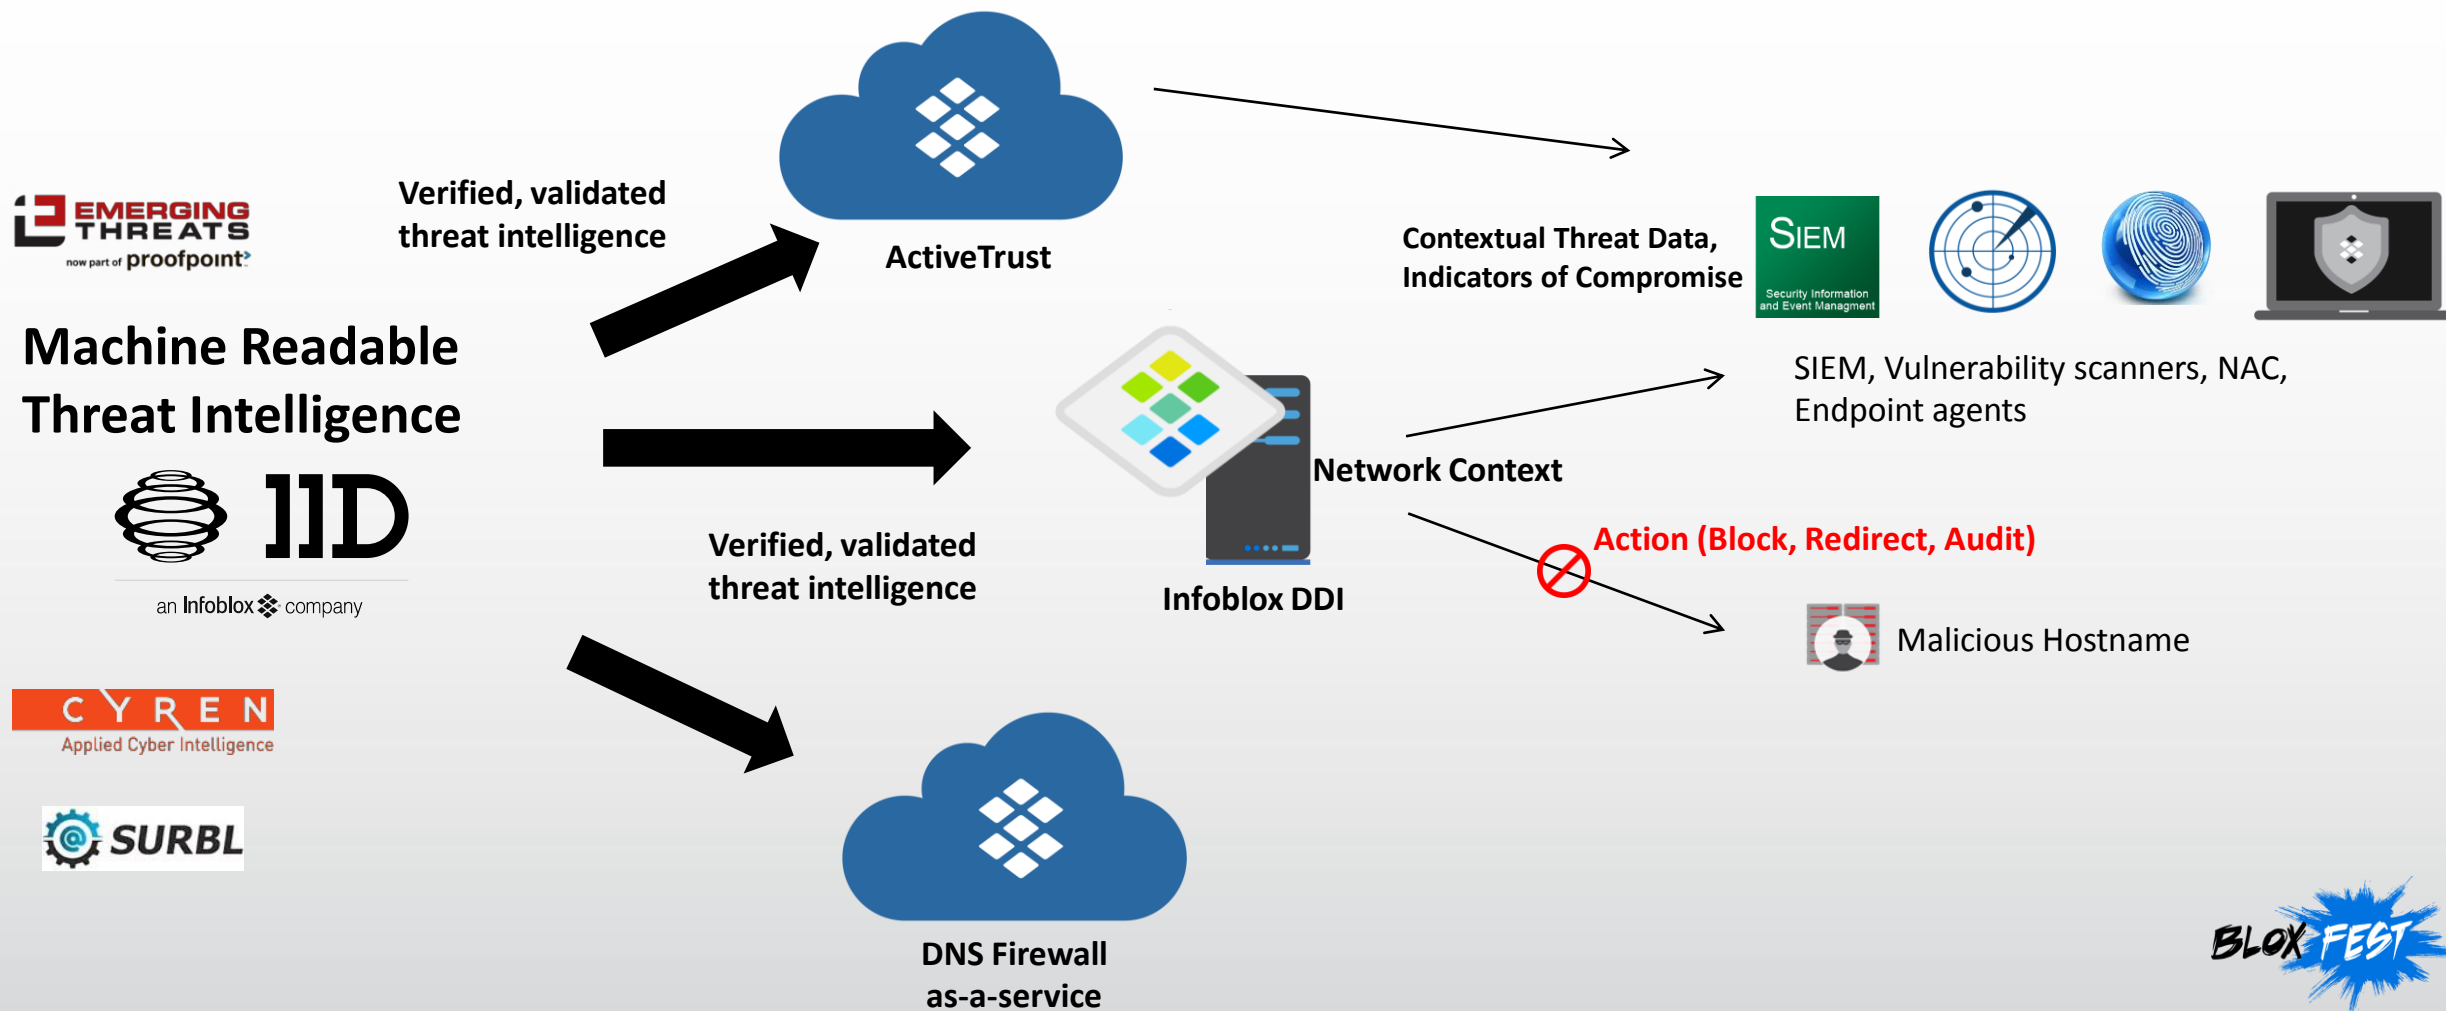 EMERGING
THREATS
now part of proofpoint
Machine Readable
Threat Intelligence
IID
an Infoblox company
CYREN
Applied Cyber Intelligence
@ SURBL
Verified, validated
threat intelligence
ActiveTrust
Verified, validated
threat intelligence
Infoblox DDI
DNS Firewall
as-a-service
Contextual Threat Data,
Indicators of Compromise
SIEM
Security Information
and Event Managment
SIEM, Vulnerability scanners, NAC,
Endpoint agents
Network Context
Action (Block, Redirect, Audit)
Malicious Hostname
BLOX FEST